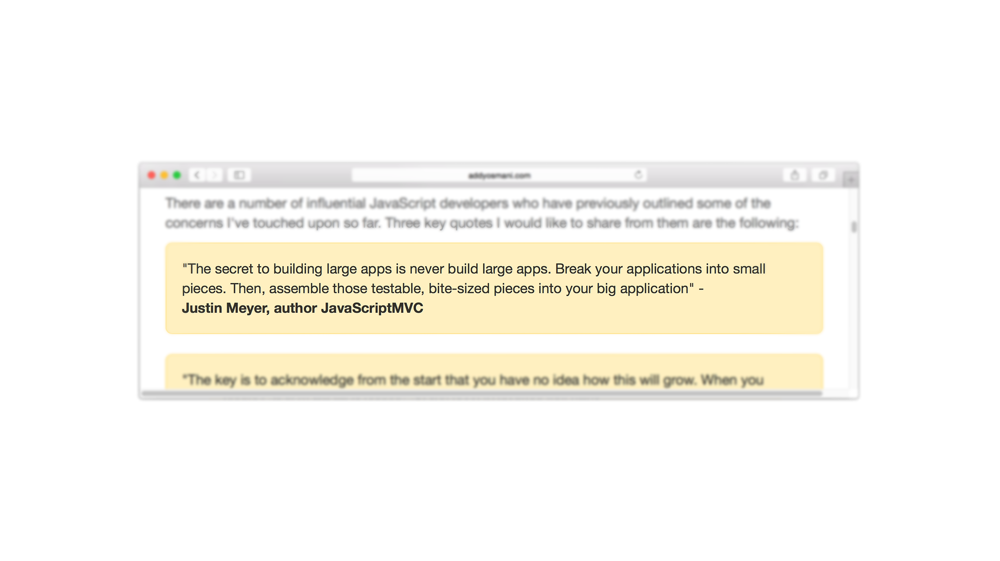 addyosmani.com
There are a number of influential JavaScript developers who have previously outlined some of the
concerns I've touched upon so far. Three key quotes I would like to share from them are the following:
"The secret to building large apps is never build large apps. Break your applications into small
pieces. Then, assemble those testable, bite-sized pieces into your big application" -
Justin Meyer, author JavaScriptMVC
"The key is to acknowledge from the start that you have no idea how this will grow. When you